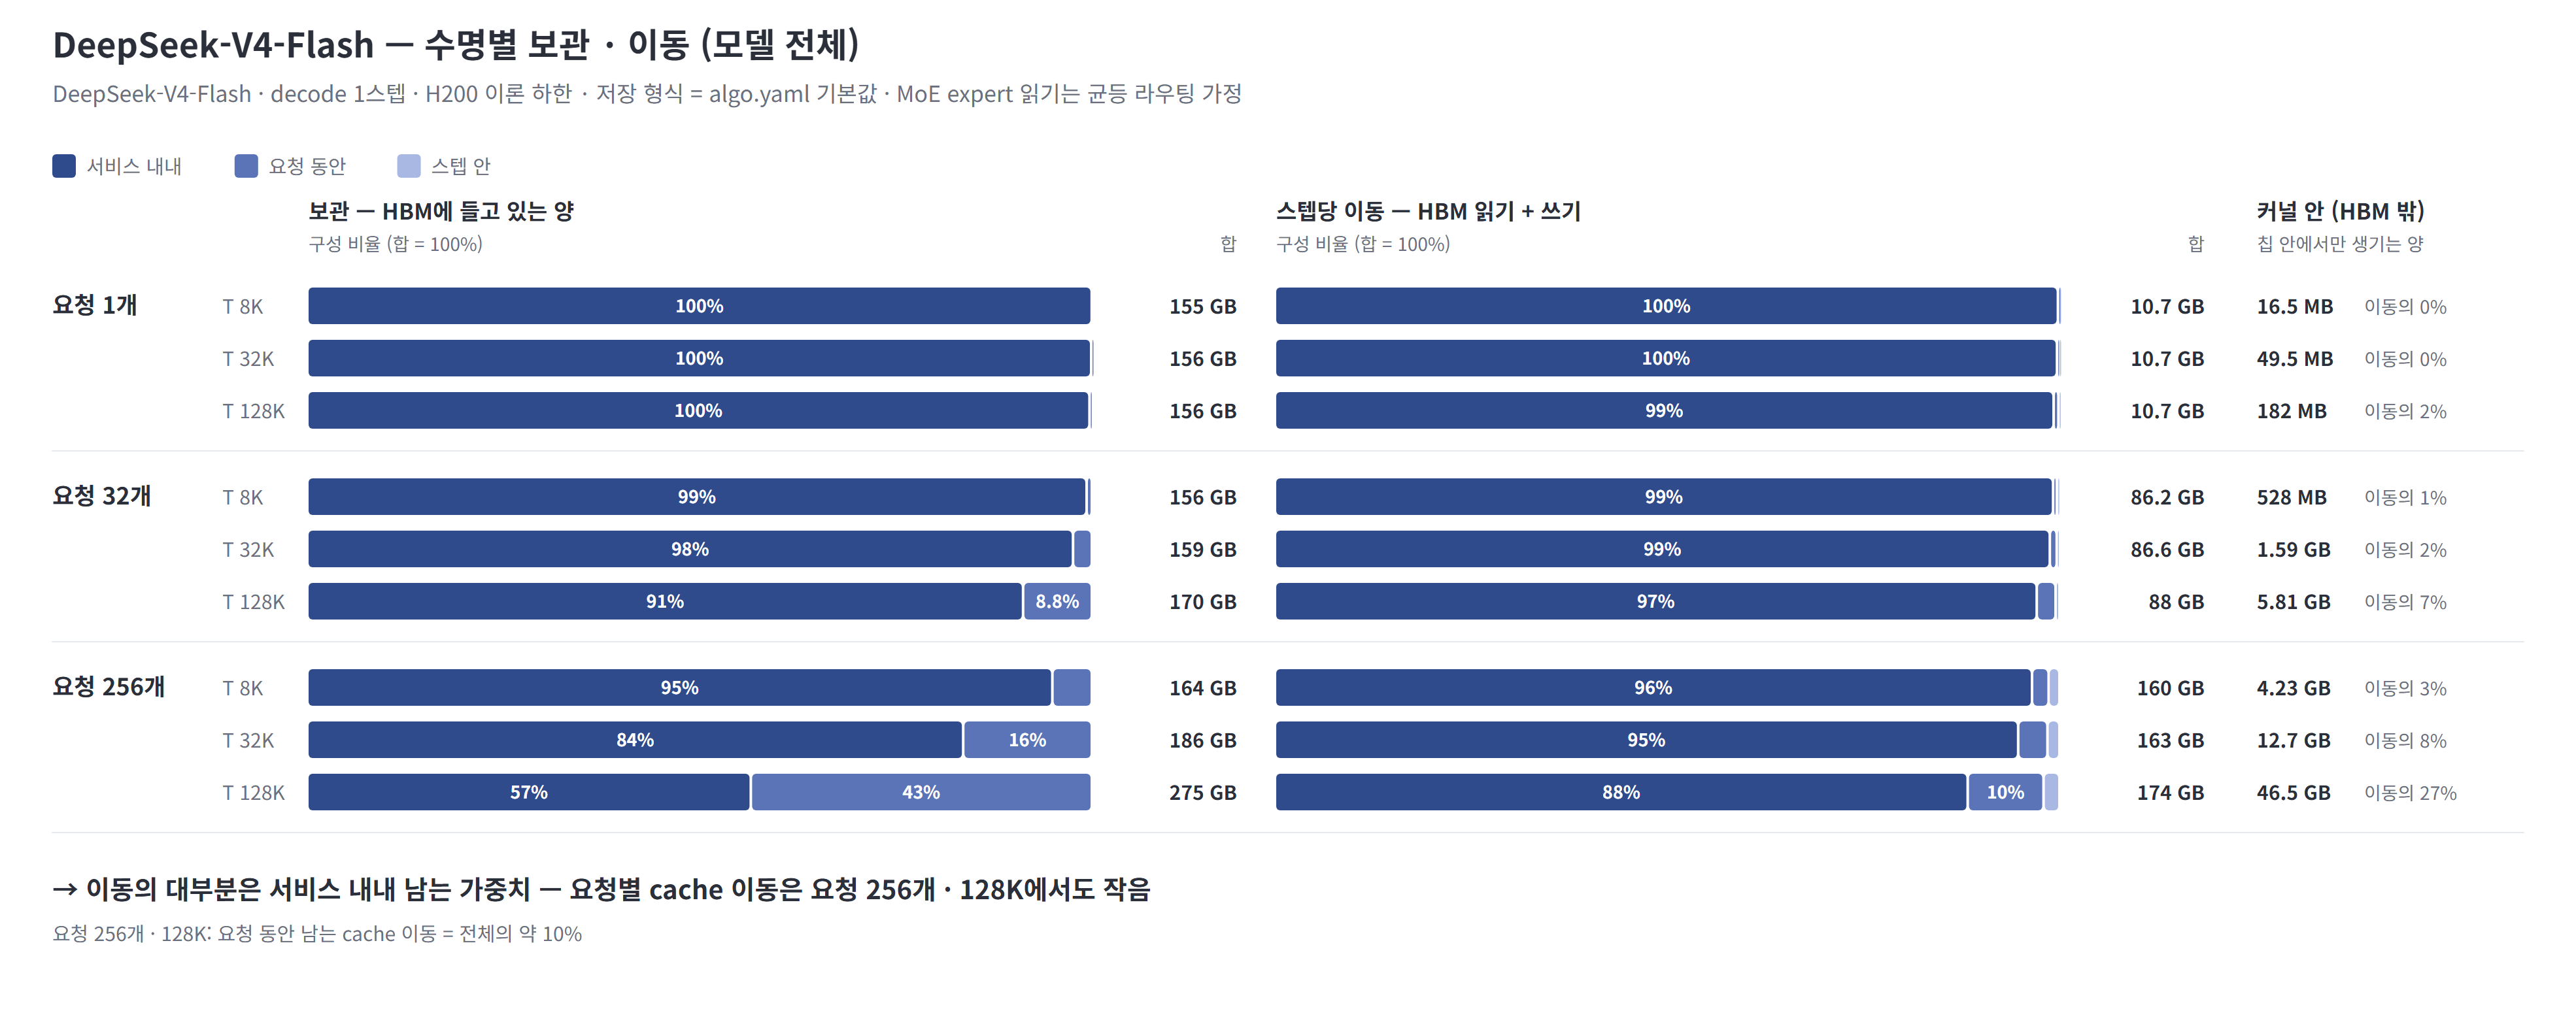 DeepSeek-V4-Flash — 수명별 보관 · 이동 (모델 전체)
DeepSeek-V4-Flash · decode 1스텝 · H200 이론 하한 · 저장 형식 = algo.yaml 기본값 · MoE expert 읽기는 균등 라우팅 가정
서비스 내내 요청 동안 스텝 안
보관 — HBM에 들고 있는 양 스텝당 이동 — HBM 읽기 + 쓰기 커널 안 (HBM 밖)
구성 비율 (합 = 100%) 합 구성 비율 (합 = 100%) 합 칩 안에서만 생기는 양
요청 1개 T 8K 100% 155 GB 100% 10.7 GB 16.5 MB 이동의 0%
T 32K 100% 156 GB 100% 10.7 GB 49.5 MB 이동의 0%
T 128K 100% 156 GB 99% 10.7 GB 182 MB 이동의 2%
요청 32개 T 8K 99% 156 GB 99% 86.2 GB 528 MB 이동의 1%
T 32K 98% 159 GB 99% 86.6 GB 1.59 GB 이동의 2%
T 128K 91% 8.8% 170 GB 97% 88 GB 5.81 GB 이동의 7%
요청 256개 T 8K 95% 164 GB 96% 160 GB 4.23 GB 이동의 3%
T 32K 84% 16% 186 GB 95% 163 GB 12.7 GB 이동의 8%
T 128K 57% 43% 275 GB 88% 10% 174 GB 46.5 GB 이동의 27%
→ 이동의 대부분은 서비스 내내 남는 가중치 — 요청별 cache 이동은 요청 256개 · 128K에서도 작음
요청 256개 · 128K: 요청 동안 남는 cache 이동 = 전체의 약 10%